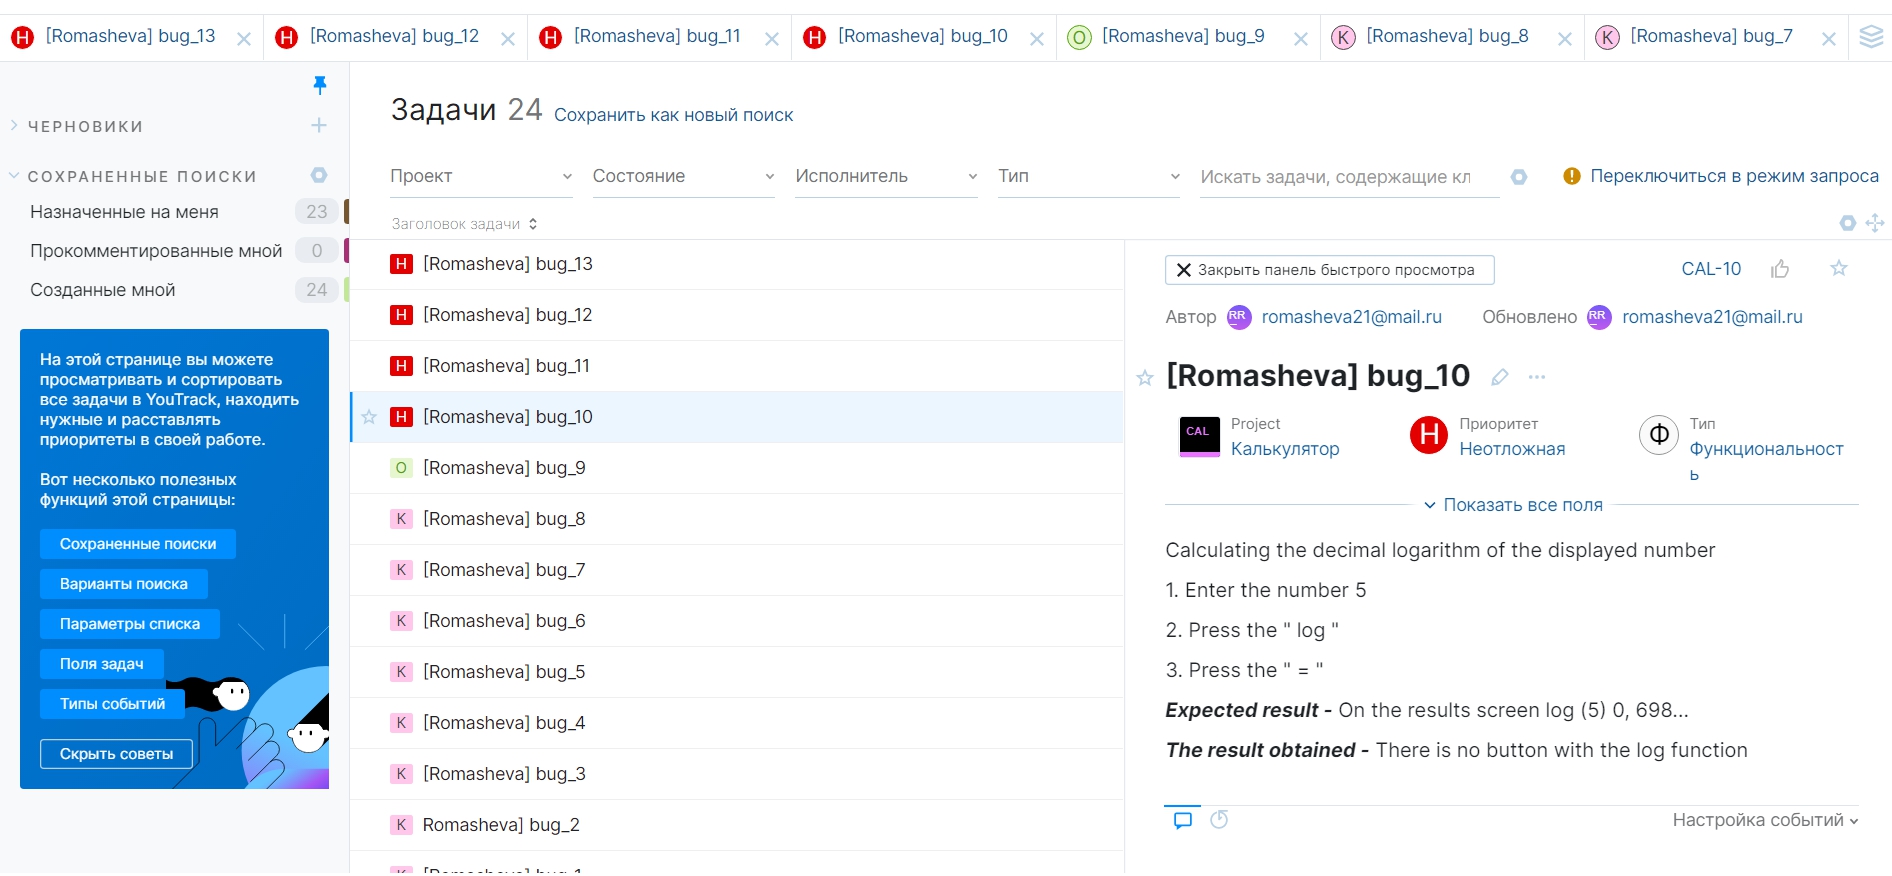 Н [Romasheva] bug_13
Н [Romasheva] bug_12
Н [Romasheva] bug_11
Н [Romasheva] bug_10
О [Romasheva] bug_9
К [Romasheva] bug_8
К [Romasheva] bug_7
ЧЕРНОВИКИ
СОХРАНЕННЫЕ ПОИСКИ
Назначенные на меня 23
Прокомментированные мной 0
Созданные мной 24
На этой странице вы можете
просматривать и сортировать
все задачи в YouTrack, находить
нужные и расставлять
приоритеты в своей работе.
Вот несколько полезных
функций этой страницы:
Сохраненные поиски
Варианты поиска
Параметры списка
Поля задач
Типы событий
Скрыть советы
Задачи 24 Сохранить как новый поиск
Проект
Состояние
Исполнитель
Тип
Искать задачи, содержащие кл
Переключиться в режим запроса
Заголовок задачи
Н [Romasheva] bug_13
Н [Romasheva] bug_12
Н [Romasheva] bug_11
Н [Romasheva] bug_10
О [Romasheva] bug_9
К [Romasheva] bug_8
К [Romasheva] bug_7
К [Romasheva] bug_6
К [Romasheva] bug_5
К [Romasheva] bug_4
К [Romasheva] bug_3
К Romasheva] bug_2
[Romasheva] bug_1
Закрыть панель быстрого просмотра
CAL-10
Автор RR romasheva21@mail.ru
Обновлено RR romasheva21@mail.ru
[Romasheva] bug_10
CAL
Project
Калькулятор
Н
Приоритет
Неотложная
Ф
Тип
Функциональност
ь
Показать все поля
Calculating the decimal logarithm of the displayed number
1. Enter the number 5
2. Press the " log "
3. Press the " = "
Expected result - On the results screen log (5) 0, 698...
The result obtained - There is no button with the log function
Настройка событий